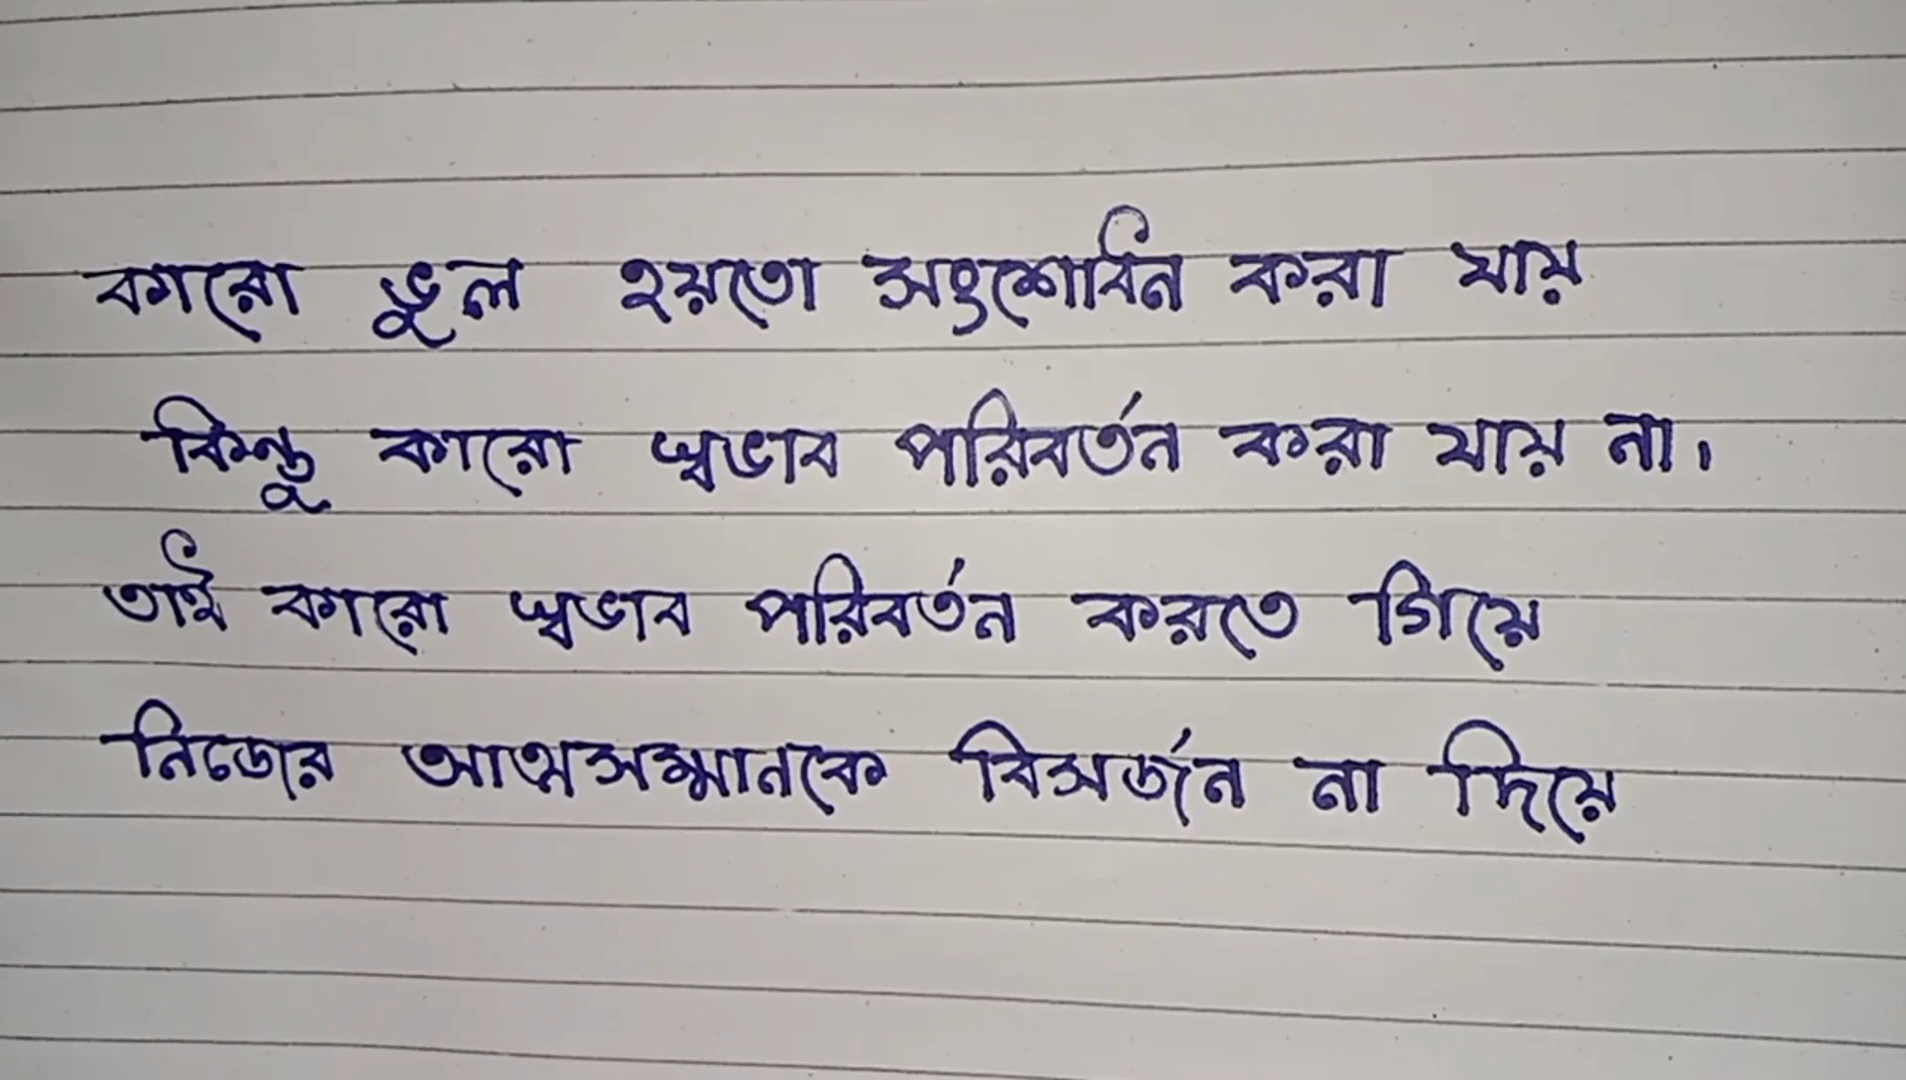 কারো ভুল হয়তো সংশোধন করা যায়
কিন্তু কারো স্বভাব পরিবর্তন করা যায় না।
তাই কারো স্বভাব পরিবর্তন করতে গিয়ে
নিজের আত্মসম্মানকে বিসর্জন না দিয়ে